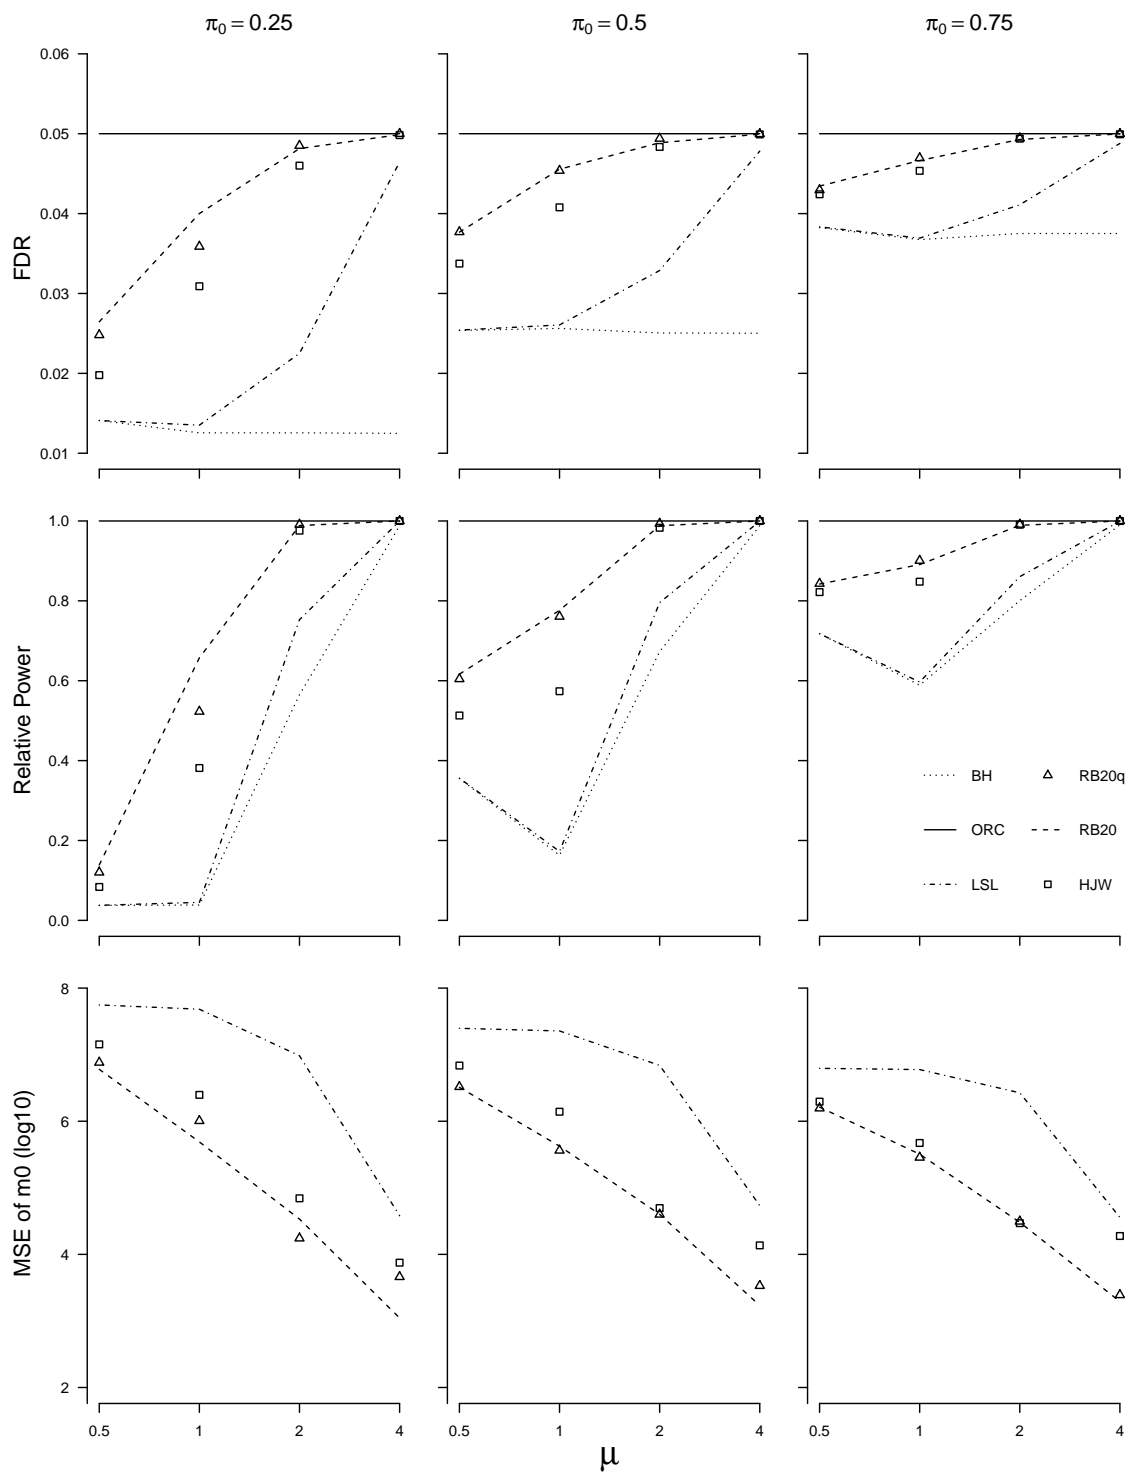 π0 = 0.25 π0 = 0.5 π0 = 0.75
FDR
0.06
0.05
0.04
0.03
0.02
0.01
Relative Power
1.0
0.8
0.6
0.4
0.2
0.0
BH RB20q
ORC RB20
LSL HJW
MSE of m0 (log10)
8
6
4
2
0.5 1 2 4 0.5 1 2 4 0.5 1 2 4
μ